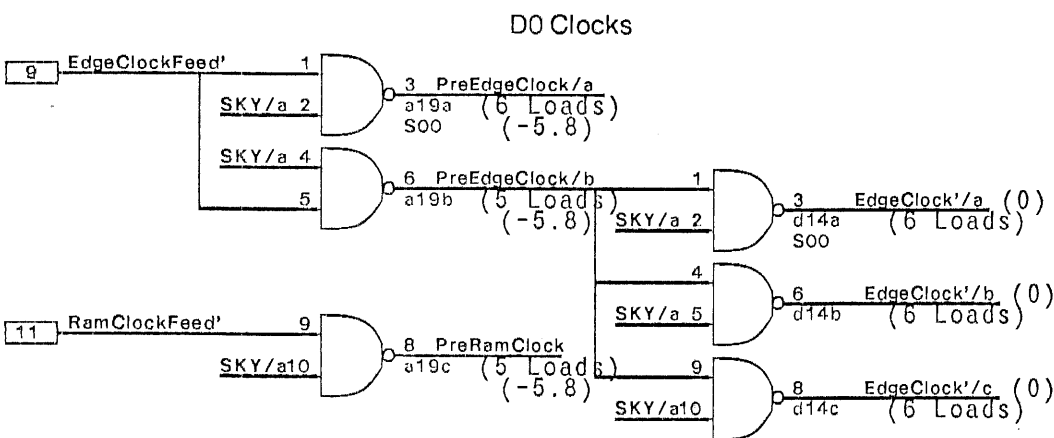 D0 Clocks
9 EdgeClockFeed' 1
3 PreEdgeClock/a
SKY/a 2
a19a (6 Loads)
S00 (-5.8)
SKY/a 4
6 PreEdgeClock/b
5
a19b (5 Loads)
(-5.8)
1
3 EdgeClock'/a (0)
SKY/a 2
d14a (6 Loads)
S00
4
6 EdgeClock'/b (0)
SKY/a 5
d14b (6 Loads)
11 RamClockFeed' 9
8 PreRamClock
SKY/a10
a19c (5 Loads)
(-5.8)
9
8 EdgeClock'/c (0)
SKY/a10
d14c (6 Loads)